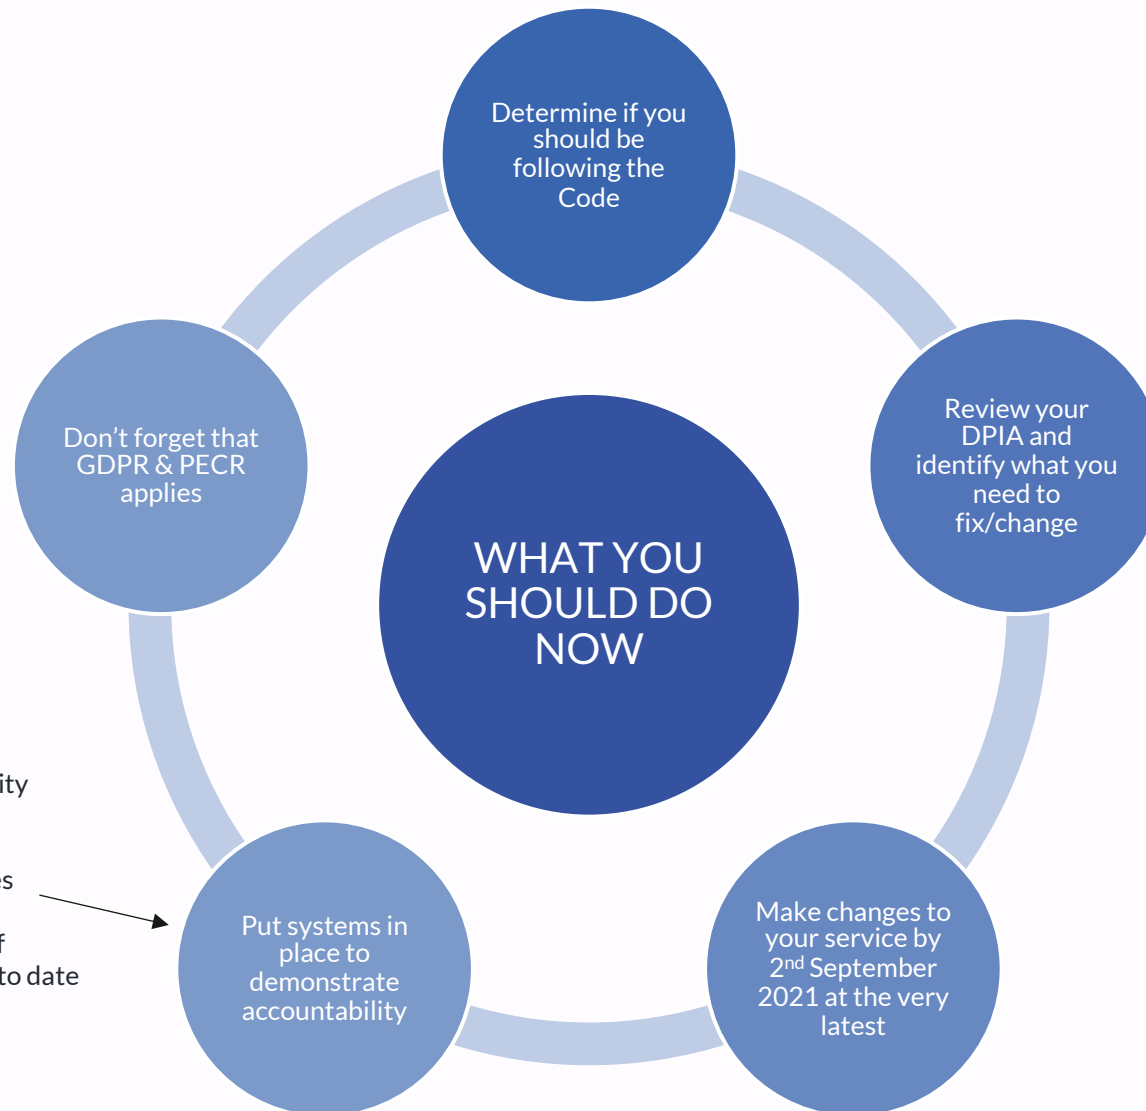 Determine if you
should be
following the
Code
Review your
DPIA and
identify what you
need to
fix/change
Don’t forget that
GDPR & PECR
applies
WHAT YOU
SHOULD DO
NOW
Make changes to
your service by
2nd September
2021 at the very
latest
Put systems in
place to
demonstrate
accountability
to date